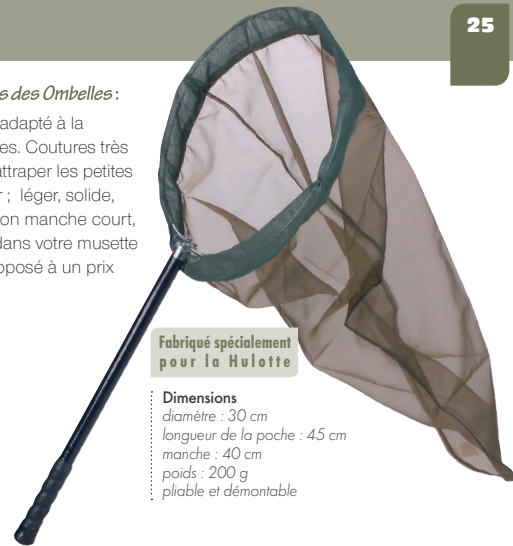 25
s des Ombelles :
adapté à la
es. Coutures très
attraper les petites
r ; léger, solide,
on manche court,
dans votre musette
posé à un prix
Fabriqué spécialement
pour la Hulotte
Dimensions
diamètre : 30 cm
longueur de la poche : 45 cm
manche : 40 cm
poids : 200 g
pliable et démontable